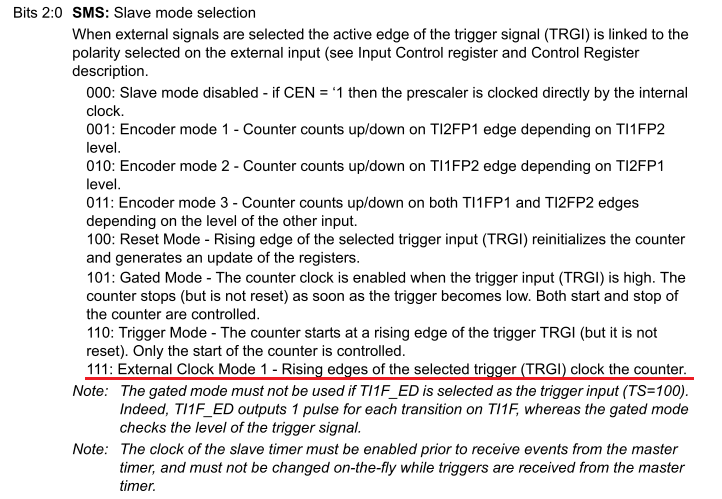 Bits 2:0 SMS: Slave mode selection
When external signals are selected the active edge of the trigger signal (TRGI) is linked to the
polarity selected on the external input (see Input Control register and Control Register
description.
000: Slave mode disabled - if CEN = ‘1 then the prescaler is clocked directly by the internal
clock.
001: Encoder mode 1 - Counter counts up/down on TI2FP1 edge depending on TI1FP2
level.
010: Encoder mode 2 - Counter counts up/down on TI1FP2 edge depending on TI2FP1
level.
011: Encoder mode 3 - Counter counts up/down on both TI1FP1 and TI2FP2 edges
depending on the level of the other input.
100: Reset Mode - Rising edge of the selected trigger input (TRGI) reinitializes the counter
and generates an update of the registers.
101: Gated Mode - The counter clock is enabled when the trigger input (TRGI) is high. The
counter stops (but is not reset) as soon as the trigger becomes low. Both start and stop of
the counter are controlled.
110: Trigger Mode - The counter starts at a rising edge of the trigger TRGI (but it is not
reset). Only the start of the counter is controlled.
111: External Clock Mode 1 - Rising edges of the selected trigger (TRGI) clock the counter.
Note: The gated mode must not be used if TI1F_ED is selected as the trigger input (TS=100).
Indeed, TI1F_ED outputs 1 pulse for each transition on TI1F, whereas the gated mode
checks the level of the trigger signal.
Note: The clock of the slave timer must be enabled prior to receive events from the master
timer, and must not be changed on-the-fly while triggers are received from the master
timer.